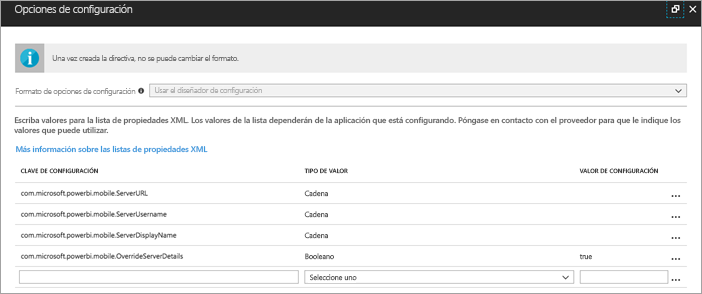 Opciones de configuración
Una vez creada la directiva, no se puede cambiar el formato.
Formato de opciones de configuración Usar el diseñador de configuración
Escriba valores para la lista de propiedades XML. Los valores de la lista dependerán de la aplicación que está configurando. Póngase en contacto con el proveedor para que le indique los
valores que puede utilizar.
Más información sobre las listas de propiedades XML
CLAVE DE CONFIGURACIÓN TIPO DE VALOR VALOR DE CONFIGURACIÓN
com.microsoft.powerbi.mobile.ServerURL Cadena ...
com.microsoft.powerbi.mobile.ServerUsername Cadena ...
com.microsoft.powerbi.mobile.ServerDisplayName Cadena ...
com.microsoft.powerbi.mobile.OverrideServerDetails Booleano true ...
Seleccione uno ...